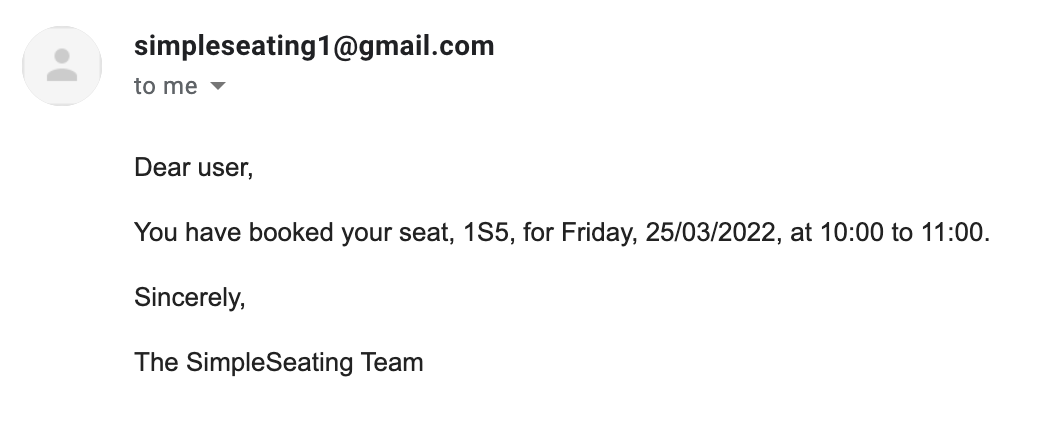 simpleseating1@gmail.com
to me
Dear user,
You have booked your seat, 1S5, for Friday, 25/03/2022, at 10:00 to 11:00.
Sincerely,
The SimpleSeating Team